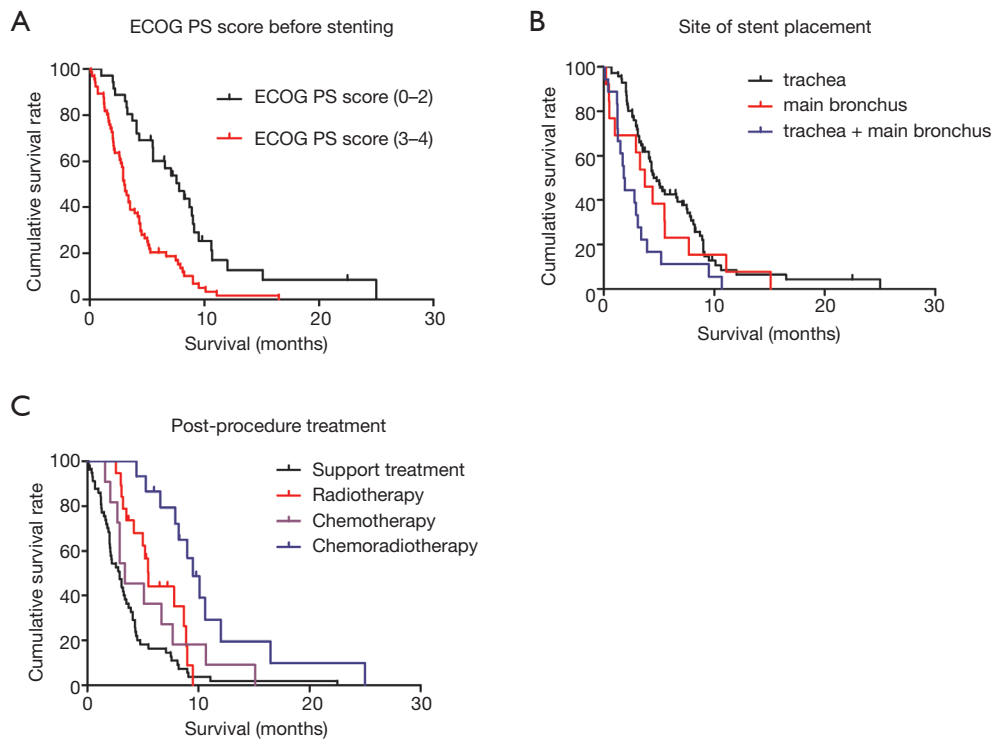 A
ECOG PS score before stenting
Cumulative survival rate
100
80
60
40
20
0
ECOG PS score (0–2)
ECOG PS score (3–4)
0 10 20 30
Survival (months)
B
Site of stent placement
Cumulative survival rate
100
80
60
40
20
0
trachea
main bronchus
trachea + main bronchus
0 10 20 30
Survival (months)
C
Post-procedure treatment
Cumulative survival rate
100
80
60
40
20
0
Support treatment
Radiotherapy
Chemotherapy
Chemoradiotherapy
0 10 20 30
Survival (months)